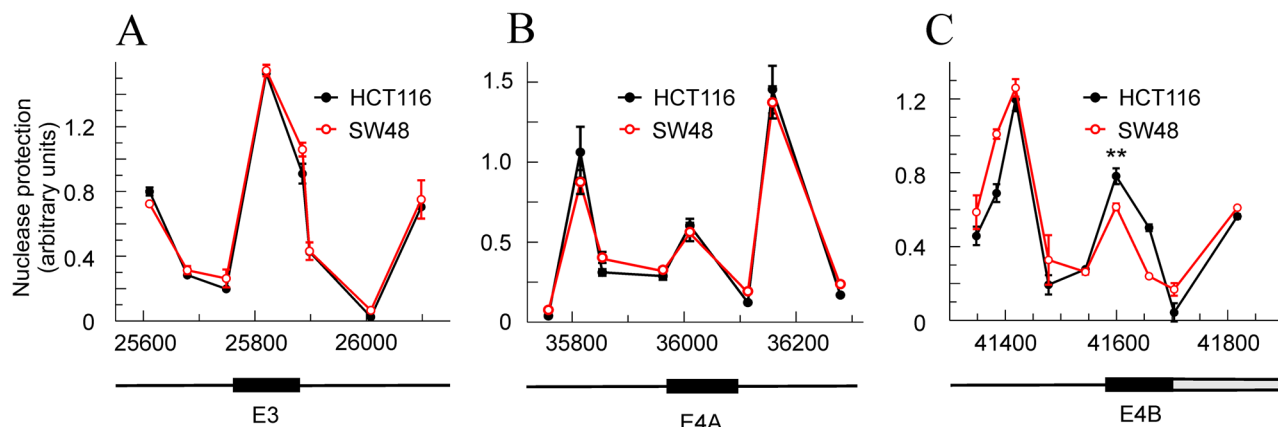 A
B
C
Nuclease protection
(arbitrary units)
HCT116
SW48
1.2
0.8
0.4
0
25600
25800
26000
E3
HCT116
SW48
1.5
1.0
0.5
0
35800
36000
36200
E4A
HCT116
SW48
**
1.2
0.8
0.4
0
41400
41600
41800
E4B